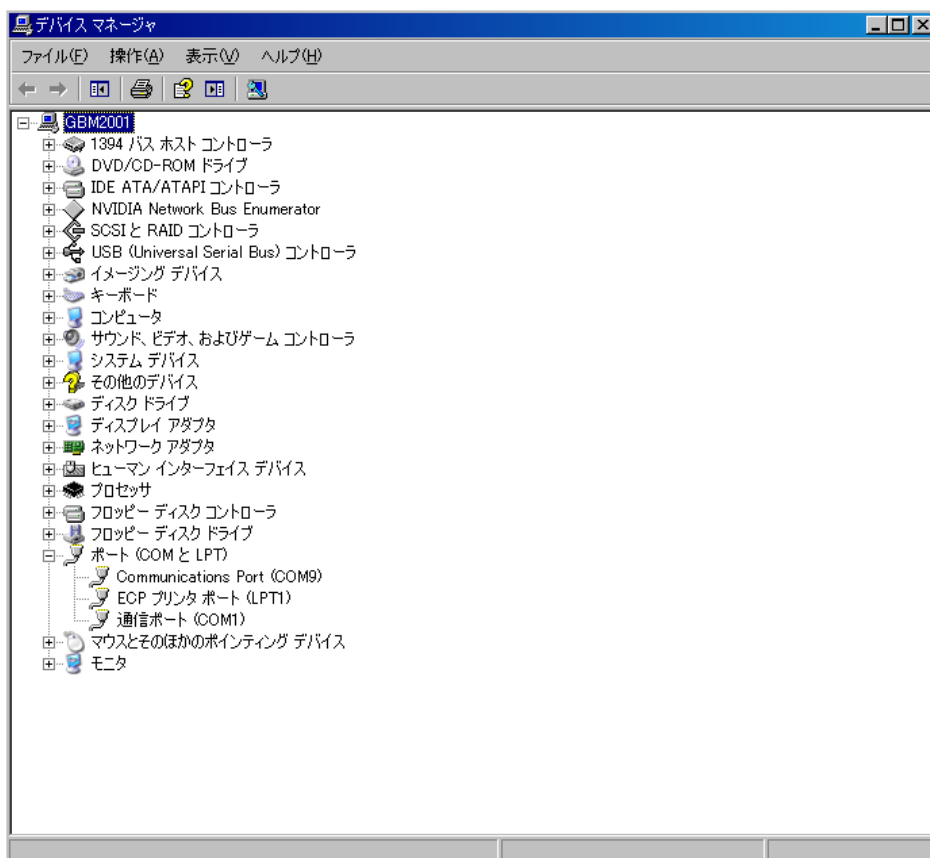 デバイス マネージャ
ファイル(F) 操作(A) 表示(V) ヘルプ(H)
GBM2001
1394 バス ホスト コントローラ
DVD/CD-ROM ドライブ
IDE ATA/ATAPI コントローラ
NVIDIA Network Bus Enumerator
SCSI と RAID コントローラ
USB (Universal Serial Bus) コントローラ
イメージング デバイス
キーボード
コンピュータ
サウンド、ビデオ、およびゲーム コントローラ
システム デバイス
その他のデバイス
ディスク ドライブ
ディスプレイ アダプタ
ネットワーク アダプタ
ヒューマン インターフェイス デバイス
プロセッサ
フロッピー ディスク コントローラ
フロッピー ディスク ドライブ
ポート (COM と LPT)
Communications Port (COM9)
ECP プリンタ ポート (LPT1)
通信ポート (COM1)
マウスとそのほかのポインティング デバイス
モニタ